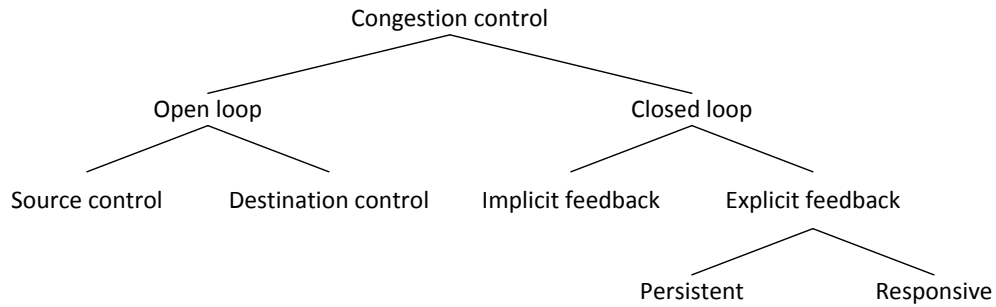 Congestion control
Open loop
Closed loop
Source control
Destination control
Implicit feedback
Explicit feedback
Persistent
Responsive